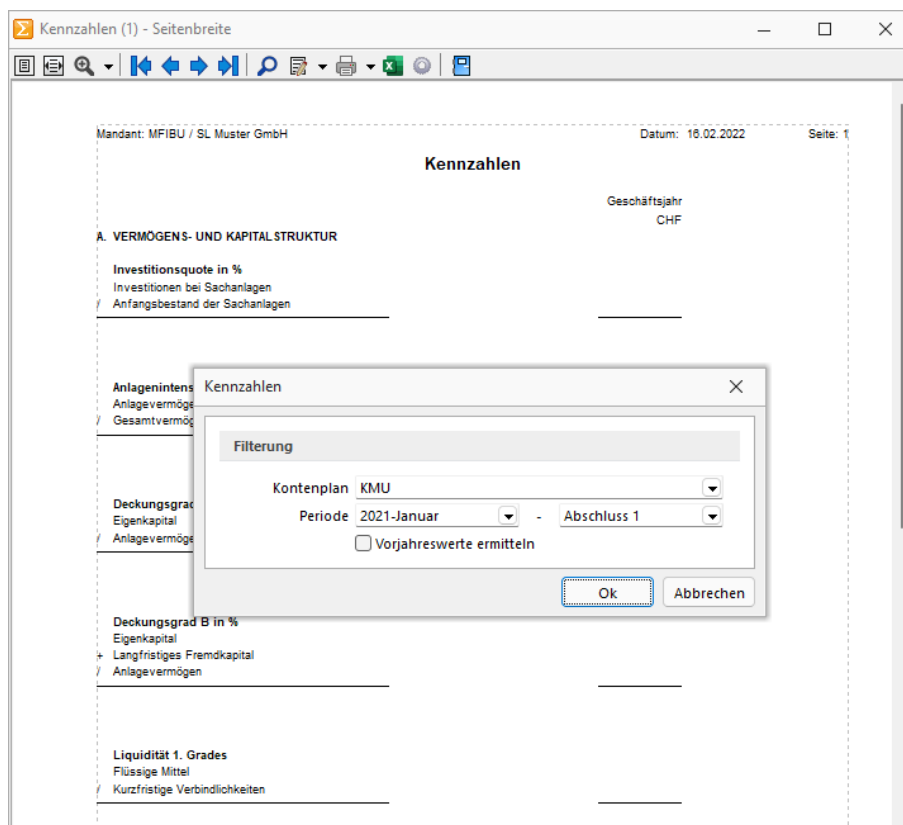 Kennzahlen (1) - Seitenbreite
Mandant: MFIBU / SL Muster GmbH Datum: 16.02.2022 Seite: 1
Kennzahlen
Geschäftsjahr
CHF
A. VERMÖGENS- UND KAPITALSTRUKTUR
Investitionsquote in %
Investitionen bei Sachanlagen
/ Anfangsbestand der Sachanlagen
Anlagenintens
Anlagevermöge
/ Gesamtvermög
Kennzahlen
Filterung
Kontenplan KMU
Periode 2021-Januar - Abschluss 1
Vorjahreswerte ermitteln
Ok Abbrechen
Deckungsgrad
Eigenkapital
/ Anlagevermöge
Deckungsgrad B in %
Eigenkapital
+ Langfristiges Fremdkapital
/ Anlagevermögen
Liquidität 1. Grades
Flüssige Mittel
/ Kurzfristige Verbindlichkeiten